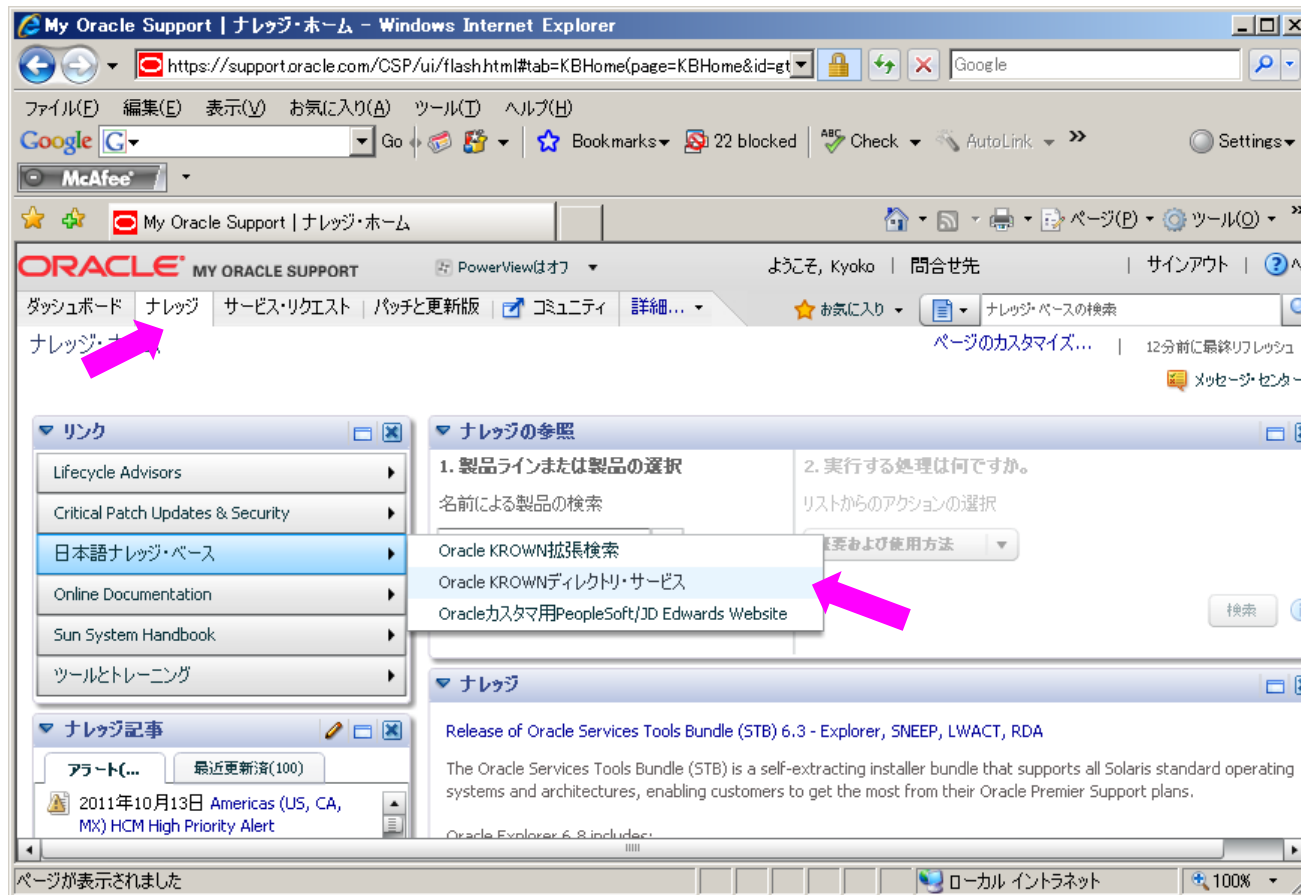 My Oracle Support | ナレッジ・ホーム - Windows Internet Explorer
https://support.oracle.com/CSP/ui/flash.html#tab=KBHome(page=KBHome&id=gt
Google
ファイル(F) 編集(E) 表示(V) お気に入り(A) ツール(T) ヘルプ(H)
Google G Go Bookmarks 22 blocked ABC Check AutoLink » Settings
McAfee
My Oracle Support | ナレッジ・ホーム ページ(P) ツール(O) »
ORACLE MY ORACLE SUPPORT PowerViewはオフ ようこそ, Kyoko | 問合せ先 | サインアウト | ?
ダッシュボード ナレッジ サービス・リクエスト | パッチと更新版 | コミュニティ 詳細... お気に入り ナレッジ・ベースの検索
ナレッジ・ ページのカスタマイズ... | 12分前に最終リフレッシュ
メッセージ・センター
リンク
Lifecycle Advisors
Critical Patch Updates & Security
日本語ナレッジ・ベース
Online Documentation
Sun System Handbook
ツールとトレーニング
ナレッジの参照
1. 製品ラインまたは製品の選択
名前による製品の検索
2. 実行する処理は何ですか。
リストからのアクションの選択
要および使用方法
検索
Oracle KROWN拡張検索
Oracle KROWNディレクトリ・サービス
Oracleカスタマ用PeopleSoft/JD Edwards Website
ナレッジ記事
アラート(... 最近更新済(100)
2011年10月13日 Americas (US, CA,
MX) HCM High Priority Alert
ナレッジ
Release of Oracle Services Tools Bundle (STB) 6.3 - Explorer, SNEEP, LWACT, RDA
The Oracle Services Tools Bundle (STB) is a self-extracting installer bundle that supports all Solaris standard operating
systems and architectures, enabling customers to get the most from their Oracle Premier Support plans.
Oracle Explorer 6.8 includes:
ページが表示されました ローカル イントラネット 100%